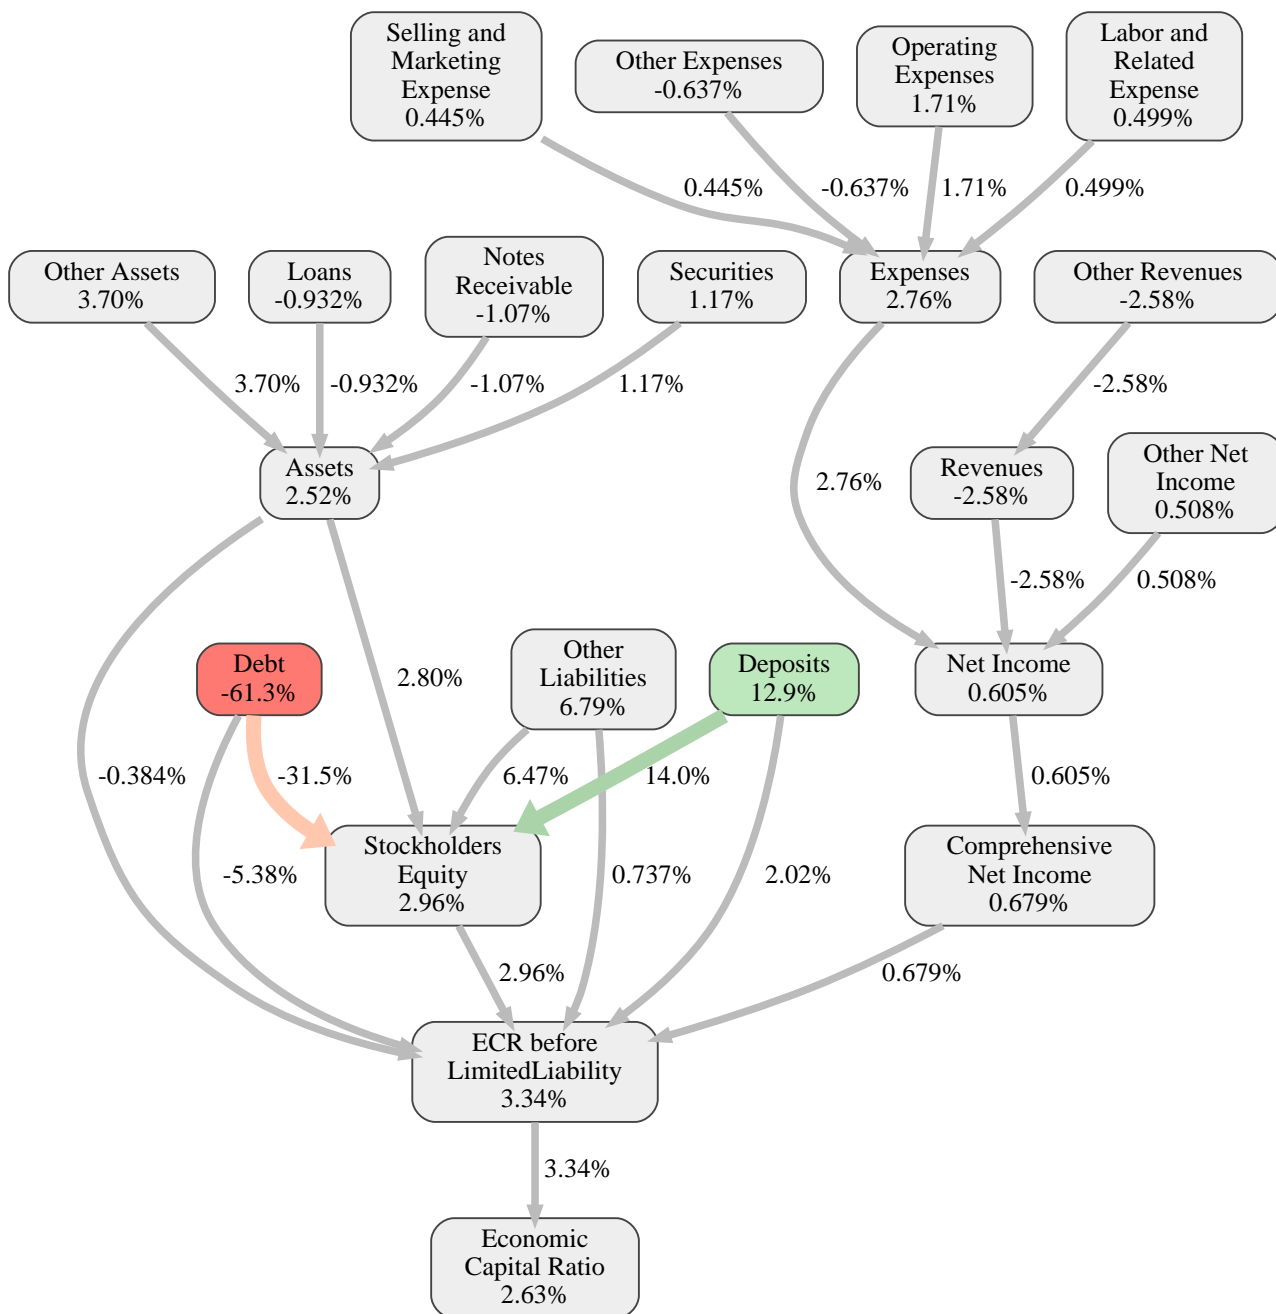 Selling and
Marketing
Expense
0.445%
Other Expenses
-0.637%
Operating
Expenses
1.71%
Labor and
Related
Expense
0.499%
0.445%
-0.637%
1.71%
0.499%
Other Assets
3.70%
Loans
-0.932%
Notes
Receivable
-1.07%
Securities
1.17%
Expenses
2.76%
Other Revenues
-2.58%
3.70%
-0.932%
-1.07%
1.17%
-2.58%
Assets
2.52%
2.76%
Revenues
-2.58%
Other Net
Income
0.508%
-2.58%
0.508%
Debt
-61.3%
2.80%
Other
Liabilities
6.79%
Deposits
12.9%
Net Income
0.605%
-0.384%
-31.5%
6.47%
14.0%
0.605%
-5.38%
Stockholders
Equity
2.96%
0.737%
2.02%
Comprehensive
Net Income
0.679%
2.96%
0.679%
ECR before
LimitedLiability
3.34%
3.34%
Economic
Capital Ratio
2.63%